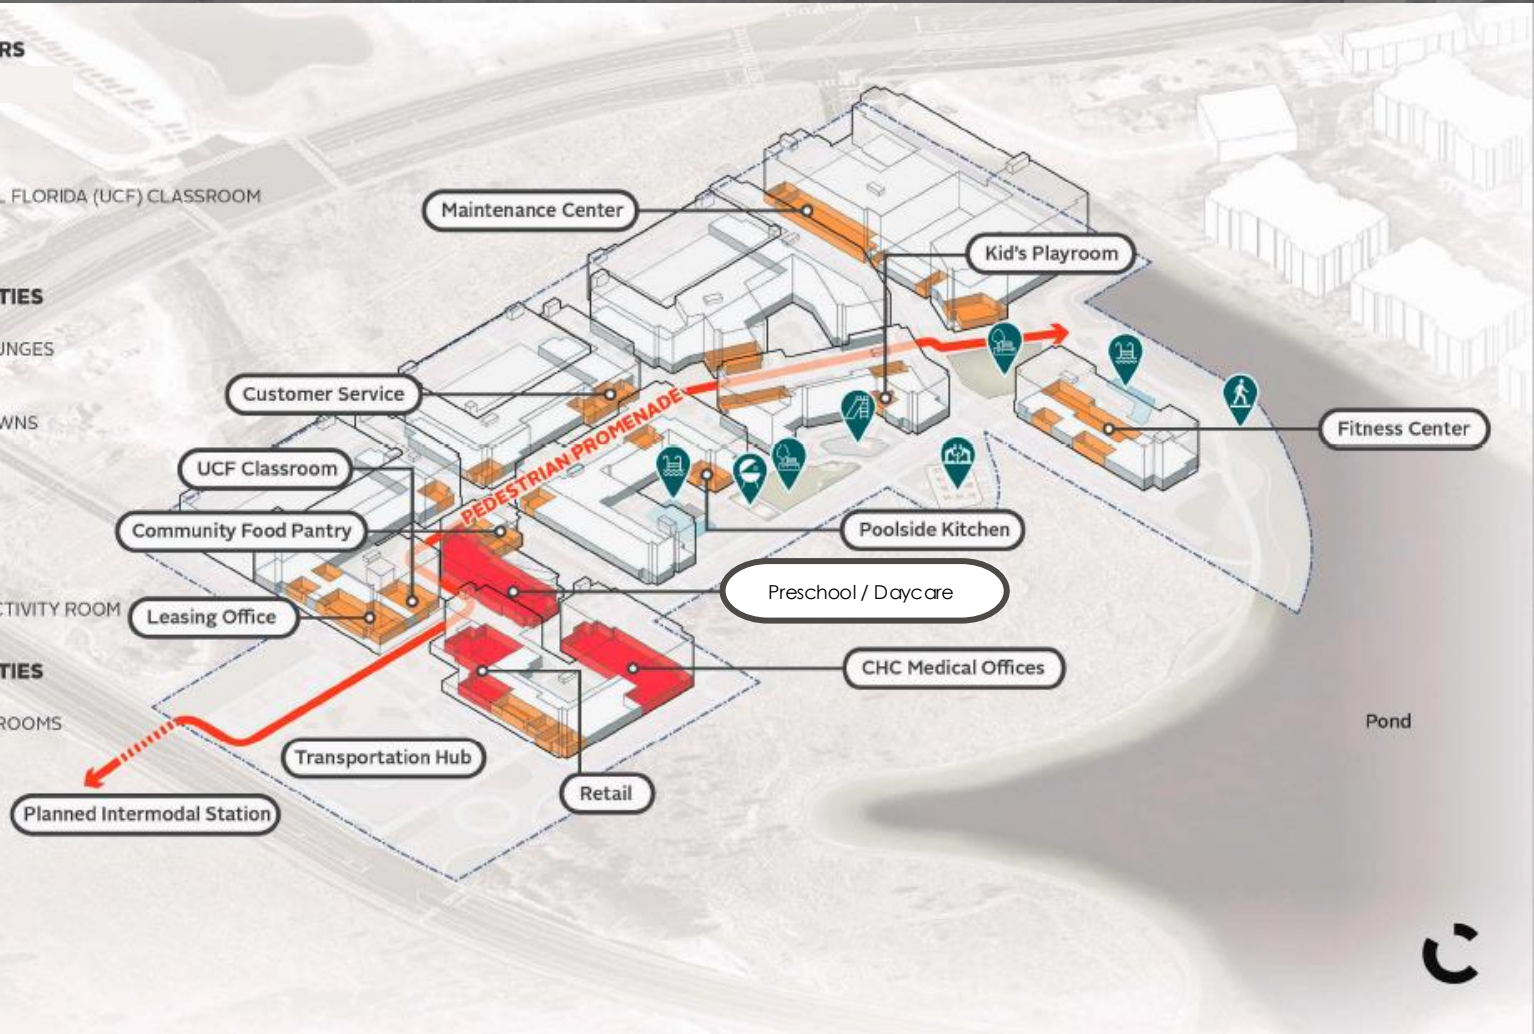 RS
L FLORIDA (UCF) CLASSROOM
Maintenance Center
Kid's Playroom
TIES
UNGES
Customer Service
WNS
PEDESTRIAN PROMENADE
Fitness Center
UCF Classroom
Community Food Pantry
Poolside Kitchen
Preschool / Daycare
CTIVITY ROOM
Leasing Office
CHC Medical Offices
TIES
ROOMS
Pond
Transportation Hub
Retail
Planned Intermodal Station